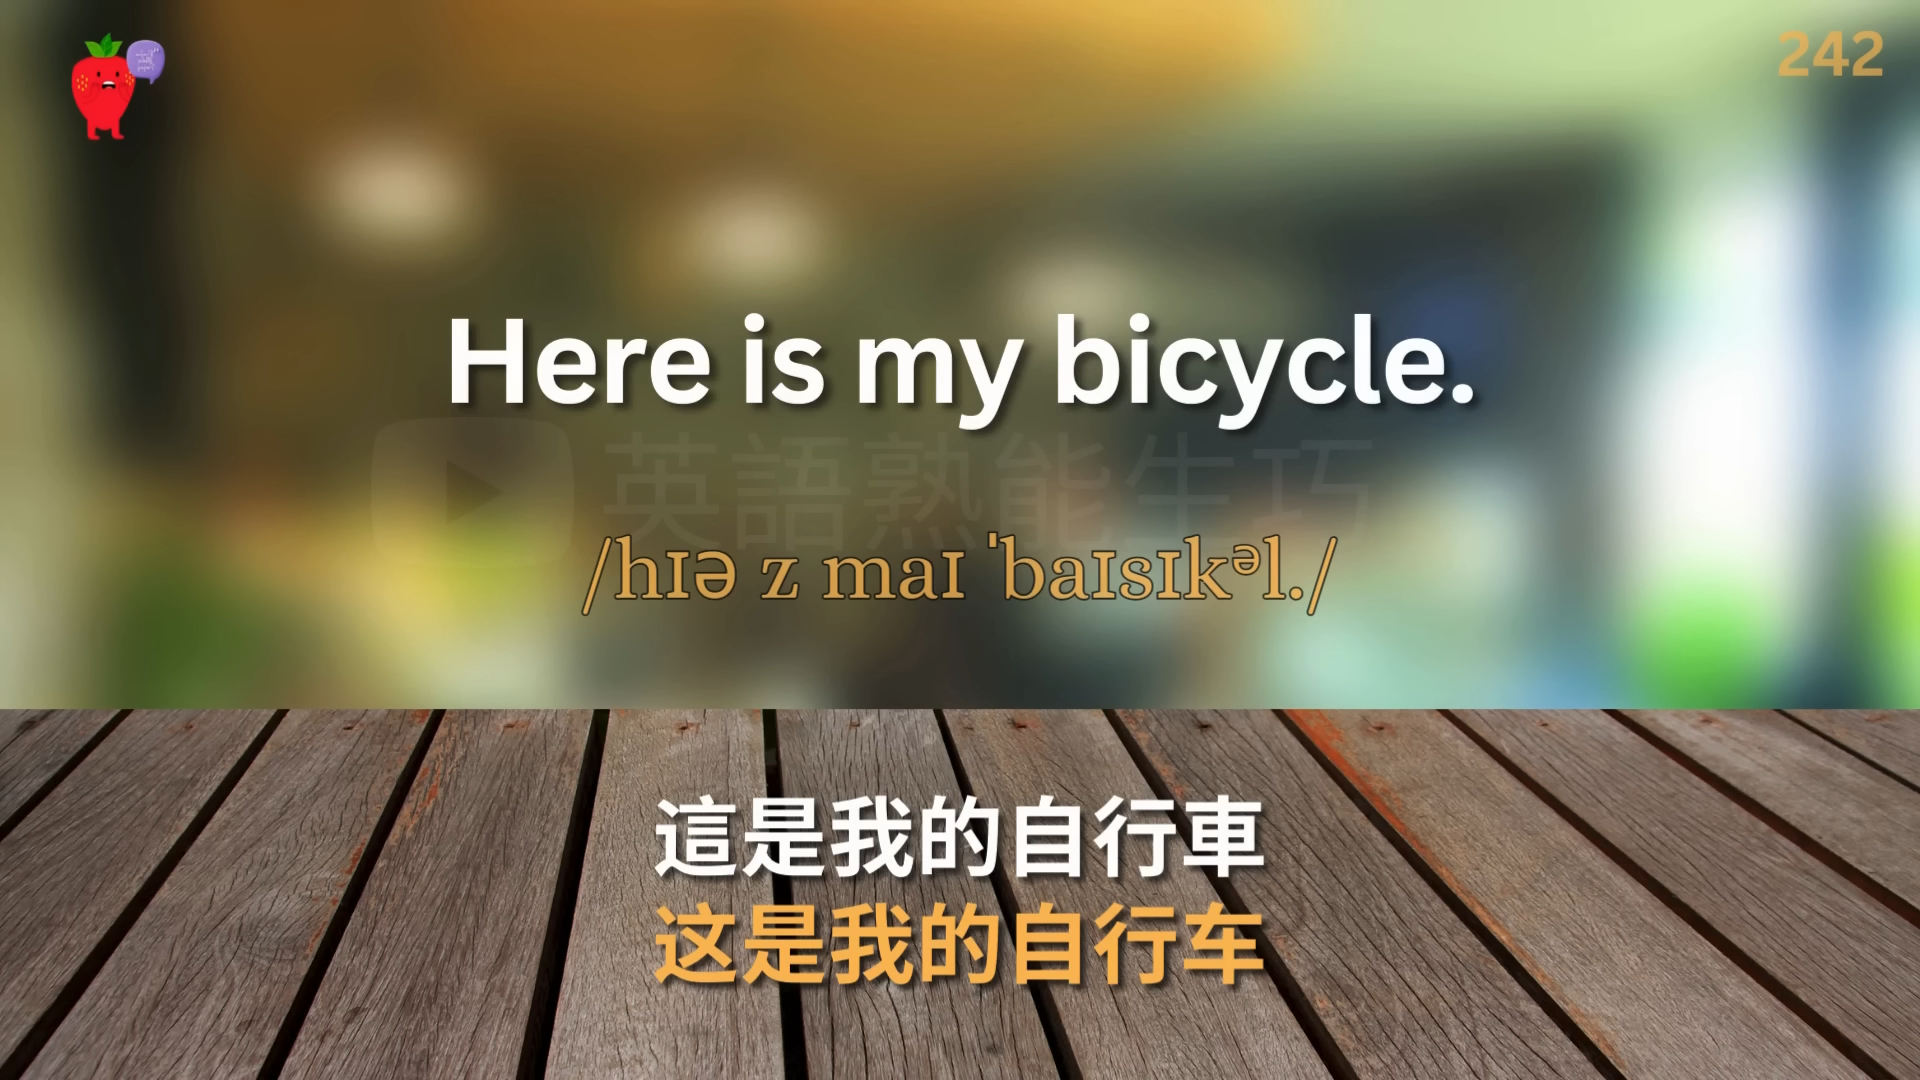 242
Here is my bicycle.
英語熟能生巧
/hɪə z maɪ ˈbaɪsɪkᵊl./
這是我的自行車
这是我的自行车